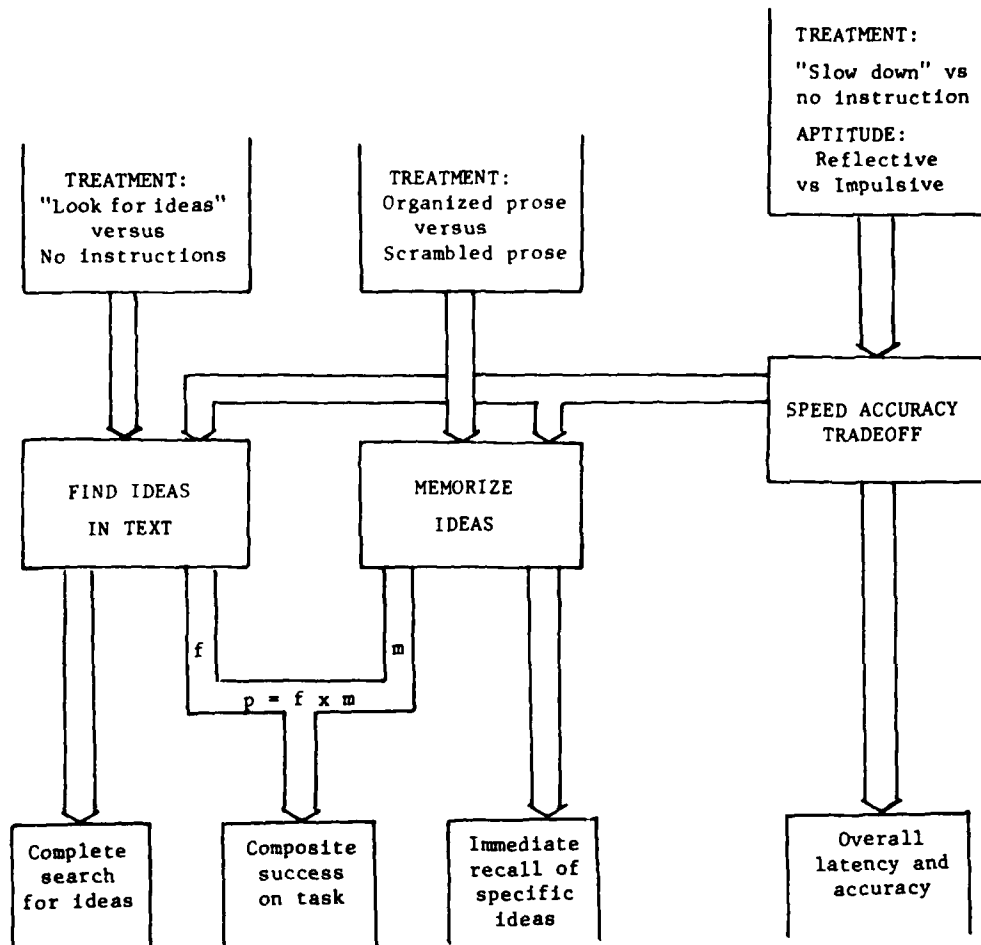 TREATMENT:
"Slow down" vs
no instruction
APTITUDE:
Reflective
vs Impulsive
TREATMENT:
"Look for ideas"
versus
No instructions
TREATMENT:
Organized prose
versus
Scrambled prose
SPEED ACCURACY
TRADEOFF
FIND IDEAS
IN TEXT
MEMORIZE
IDEAS
f
m
p = f x m
Complete
search
for ideas
Composite
success
on task
Immediate
recall of
specific
ideas
Overall
latency and
accuracy